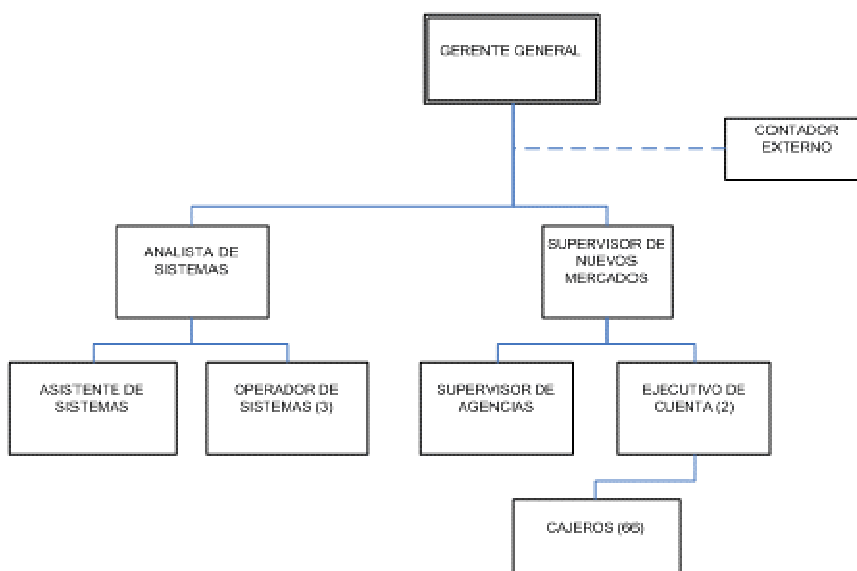 GERENTE GENERAL
CONTADOR
EXTERNO
ANALISTA DE
SISTEMAS
SUPERVISOR DE
NUEVOS
MERCADOS
ASISTENTE DE
SISTEMAS
OPERADOR DE
SISTEMAS (3)
SUPERVISOR DE
AGENCIAS
EJECUTIVO DE
CUENTA (2)
CAJEROS (66)